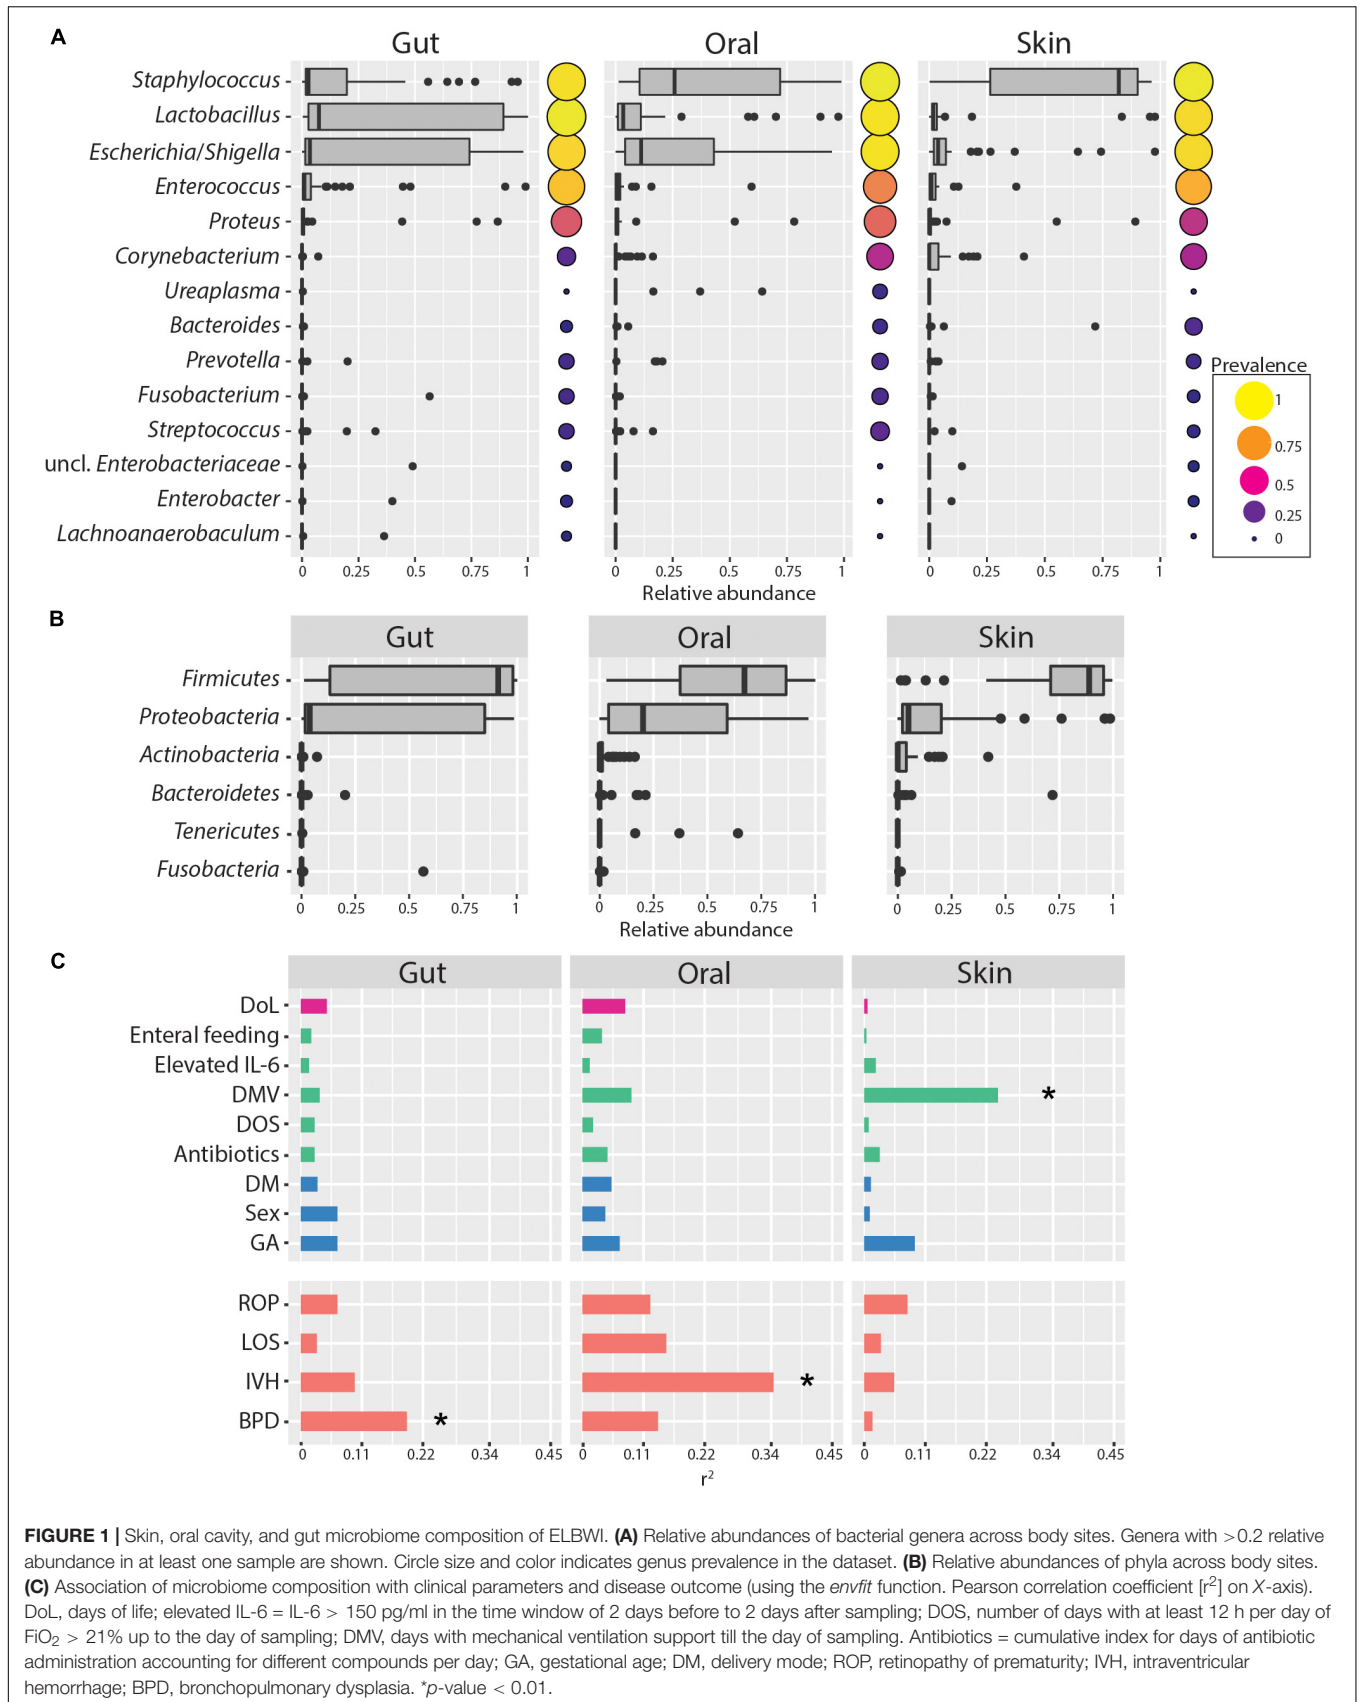 A
Gut Oral Skin
Staphylococcus
Lactobacillus
Escherichia/Shigella
Enterococcus
Proteus
Corynebacterium
Ureaplasma
Bacteroides
Prevotella
Fusobacterium
Streptococcus
uncl. Enterobacteriaceae
Enterobacter
Lachnoanaerobaculum
Prevalence
1
0.75
0.5
0.25
0
0 0.25 0.5 0.75 1 0 0.25 0.5 0.75 1 0 0.25 0.5 0.75 1
Relative abundance
B
Gut Oral Skin
Firmicutes
Proteobacteria
Actinobacteria
Bacteroidetes
Tenericutes
Fusobacteria
0 0.25 0.5 0.75 1 0 0.25 0.5 0.75 1 0 0.25 0.5 0.75 1
Relative abundance
C
Gut Oral Skin
DoL
Enteral feeding
Elevated IL-6
DMV *
DOS
Antibiotics
DM
Sex
GA
ROP
LOS
IVH *
BPD *
0 0.11 0.22 0.34 0.45 0 0.11 0.22 0.34 0.45 0 0.11 0.22 0.34 0.45
r²
FIGURE 1 | Skin, oral cavity, and gut microbiome composition of ELBWI. (A) Relative abundances of bacterial genera across body sites. Genera with >0.2 relative
abundance in at least one sample are shown. Circle size and color indicates genus prevalence in the dataset. (B) Relative abundances of phyla across body sites.
(C) Association of microbiome composition with clinical parameters and disease outcome (using the envfit function. Pearson correlation coefficient [r²] on X-axis).
DoL, days of life; elevated IL-6 = IL-6 > 150 pg/ml in the time window of 2 days before to 2 days after sampling; DOS, number of days with at least 12 h per day of
FiO₂ > 21% up to the day of sampling; DMV, days with mechanical ventilation support till the day of sampling. Antibiotics = cumulative index for days of antibiotic
administration accounting for different compounds per day; GA, gestational age; DM, delivery mode; ROP, retinopathy of prematurity; IVH, intraventricular
hemorrhage; BPD, bronchopulmonary dysplasia. *p-value < 0.01.